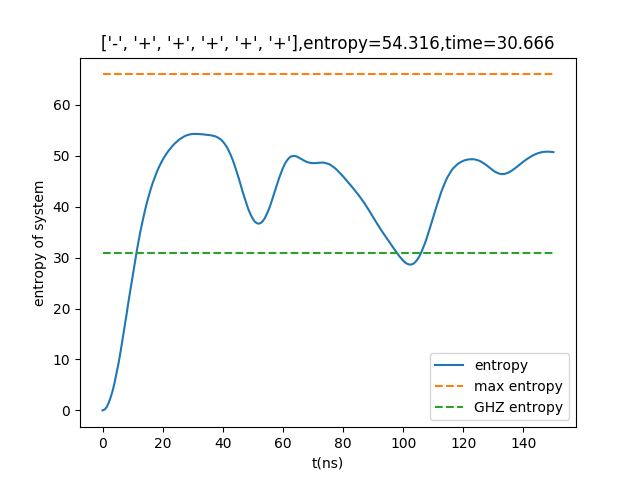 ['-', '+', '+', '+', '+', '+'],entropy=54.316,time=30.666
entropy of system
60
50
40
30
20
10
0
0 20 40 60 80 100 120 140
t(ns)
entropy
max entropy
GHZ entropy